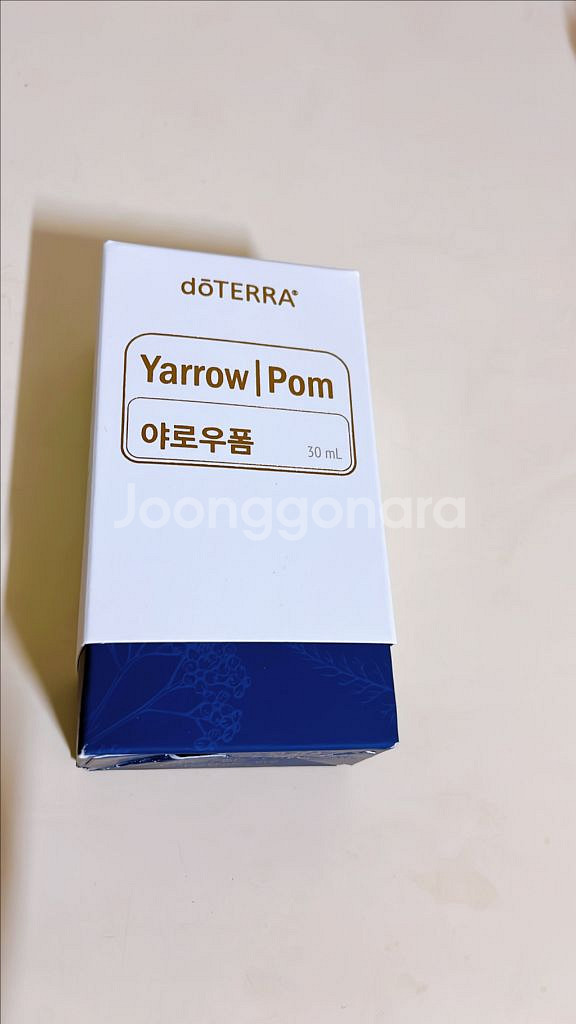 dōTERRA®
Yarrow|Pom
야로우폼
30 mL
Joonggonara